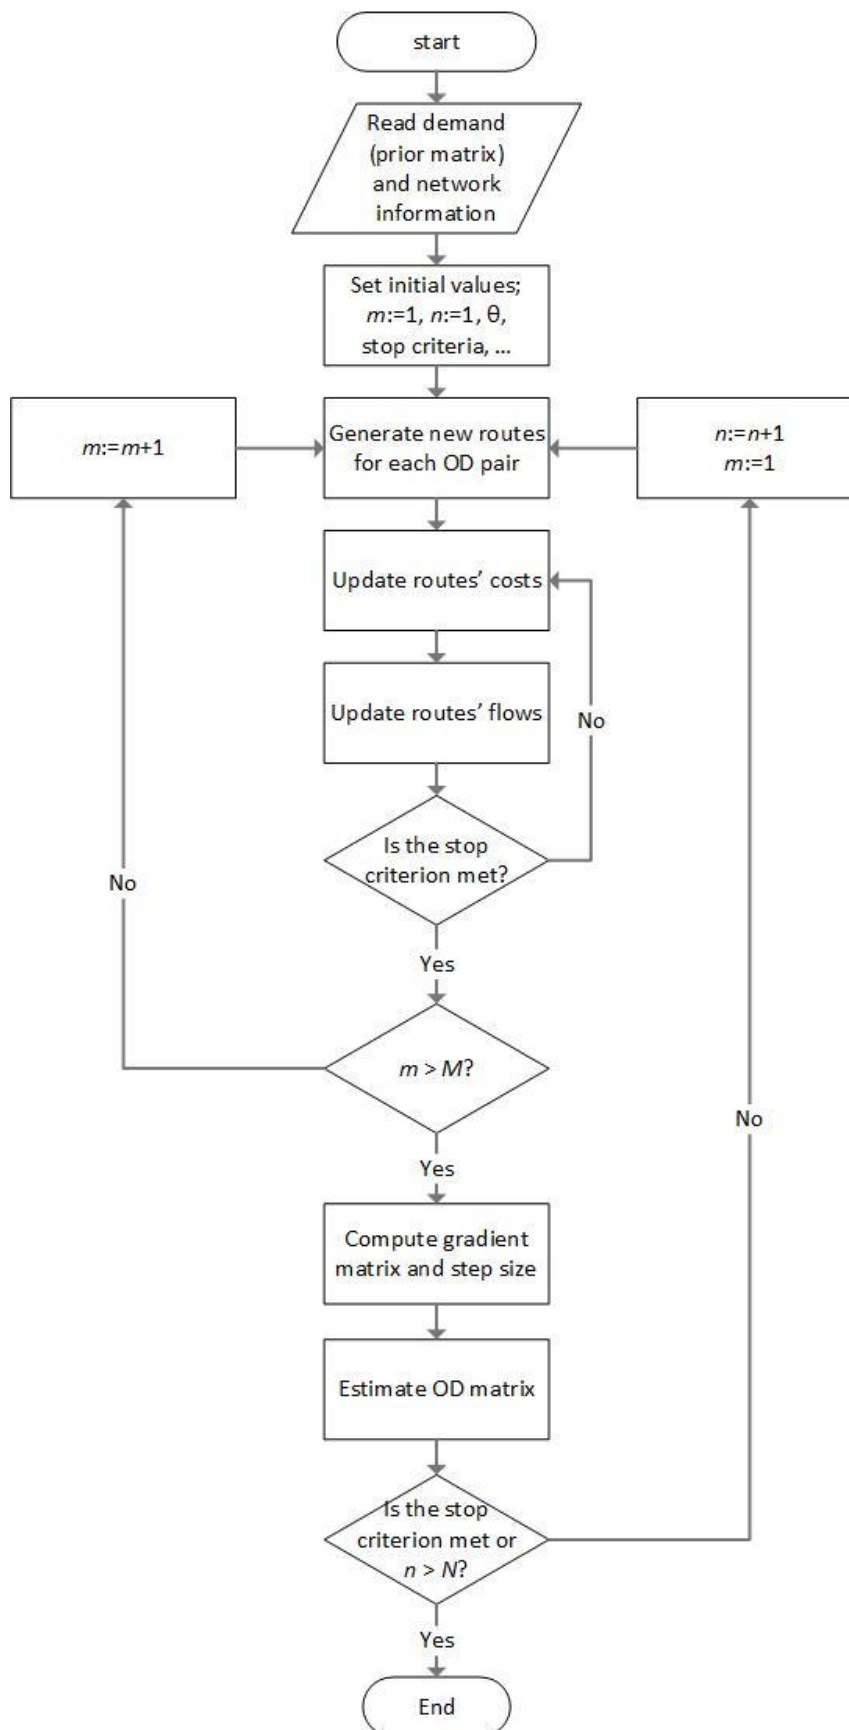 start
Read demand
(prior matrix)
and network
information
Set initial values;
m:=1, n:=1, θ,
stop criteria, ...
m:=m+1
Generate new routes
for each OD pair
n:=n+1
m:=1
Update routes’ costs
Update routes’ flows
No
Is the stop
criterion met?
No
Yes
m > M?
No
Yes
Compute gradient
matrix and step size
Estimate OD matrix
Is the stop
criterion met or
n > N?
Yes
End